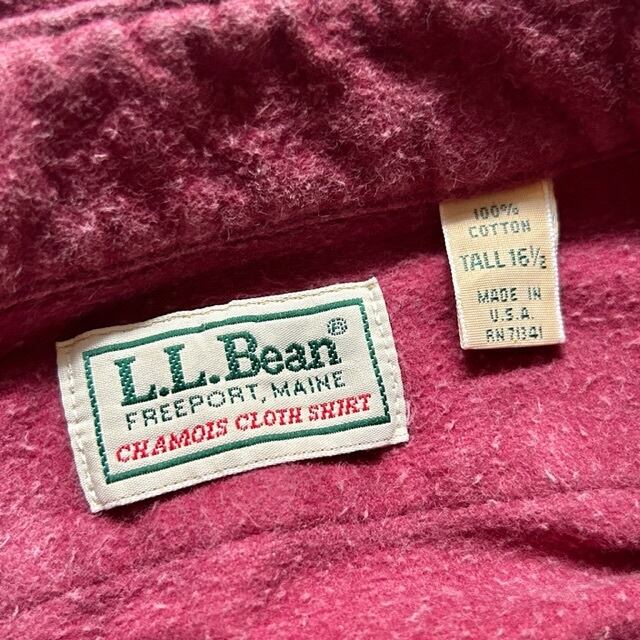 L.L.Bean®
FREEPORT, MAINE
CHAMOIS CLOTH SHIRT
100%
COTTON
TALL 16½
MADE IN
U.S.A.
RN 71341